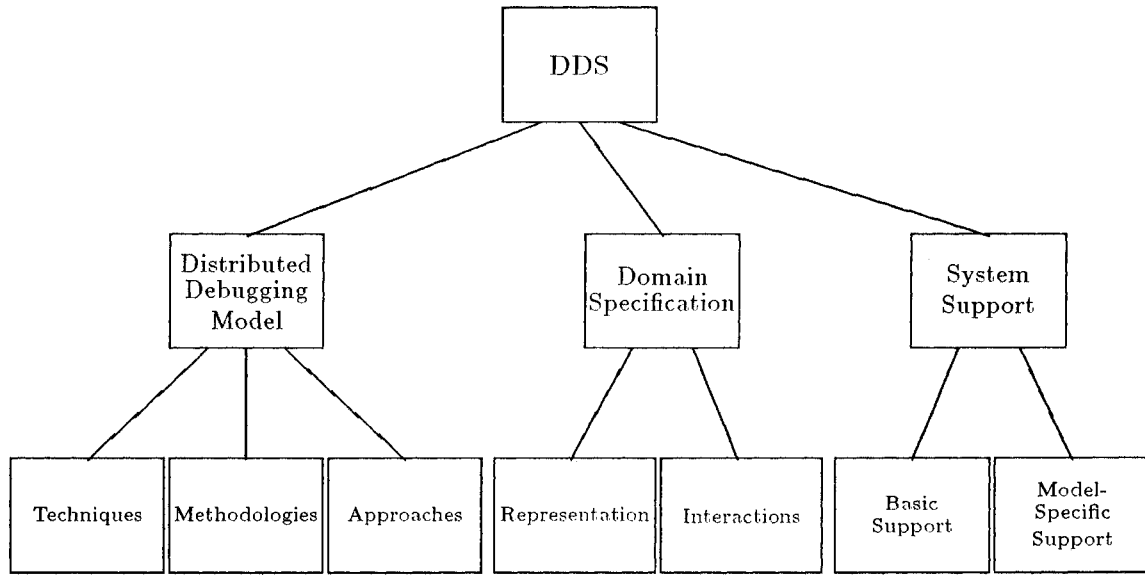 DDS
Distributed
Debugging
Model
Domain
Specification
System
Support
Techniques
Methodologies
Approaches
Representation
Interactions
Basic
Support
Model-
Specific
Support